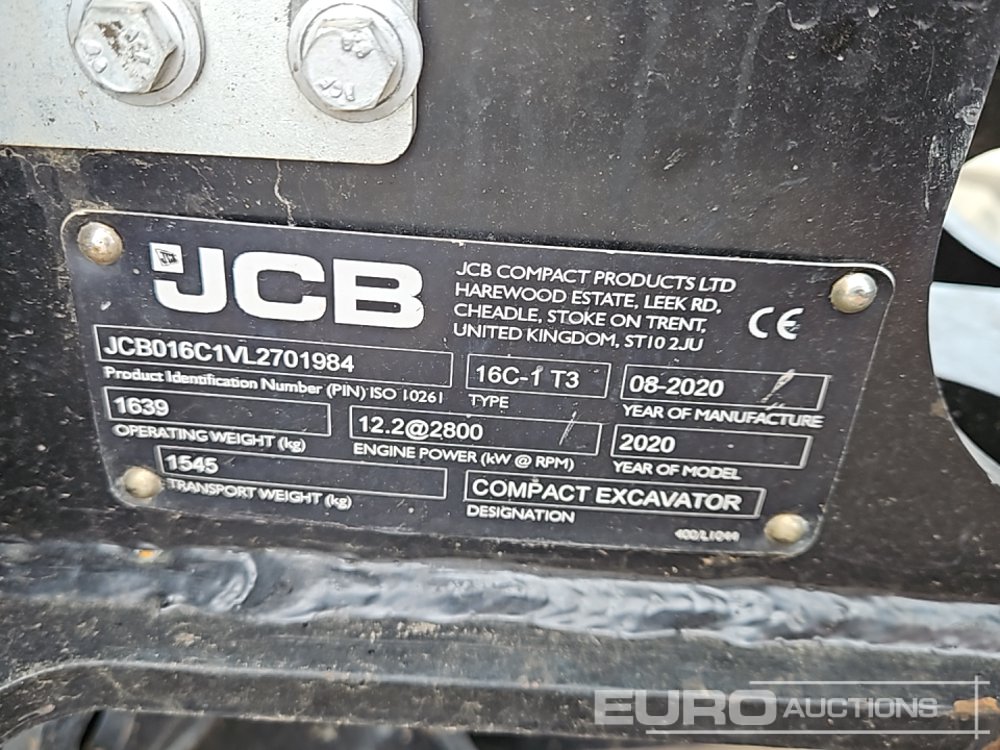 JCB
JCB COMPACT PRODUCTS LTD
HAREWOOD ESTATE, LEEK RD,
CHEADLE, STOKE ON TRENT,
UNITED KINGDOM, ST10 2JU
CE
JCB016C1VL2701984
Product Identification Number (PIN) ISO 10261
16C-1 T3
TYPE
08-2020
YEAR OF MANUFACTURE
1639
OPERATING WEIGHT (kg)
12.2@2800
ENGINE POWER (kW @ RPM)
2020
YEAR OF MODEL
1545
TRANSPORT WEIGHT (kg)
COMPACT EXCAVATOR
DESIGNATION
EURO AUCTIONS